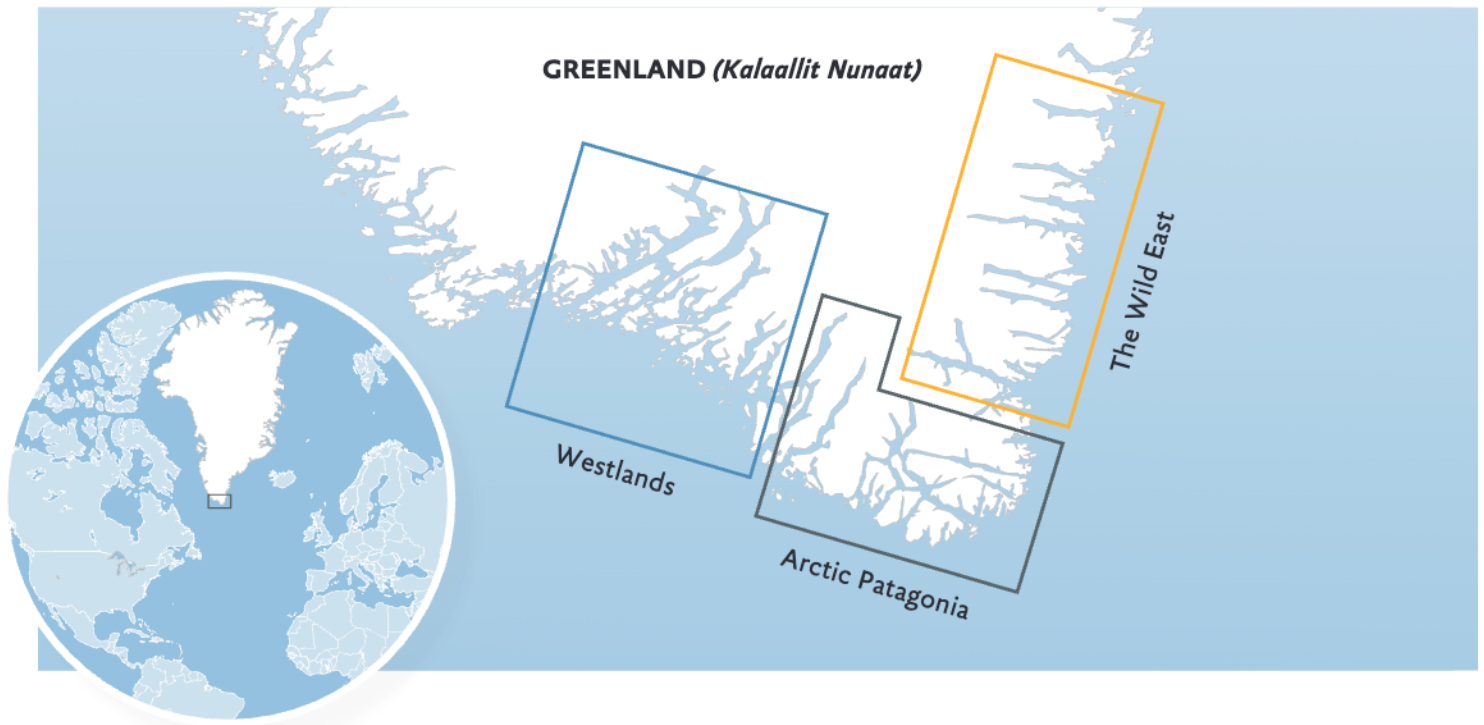 GREENLAND (Kalaallit Nunaat)
The Wild East
Westlands
Arctic Patagonia